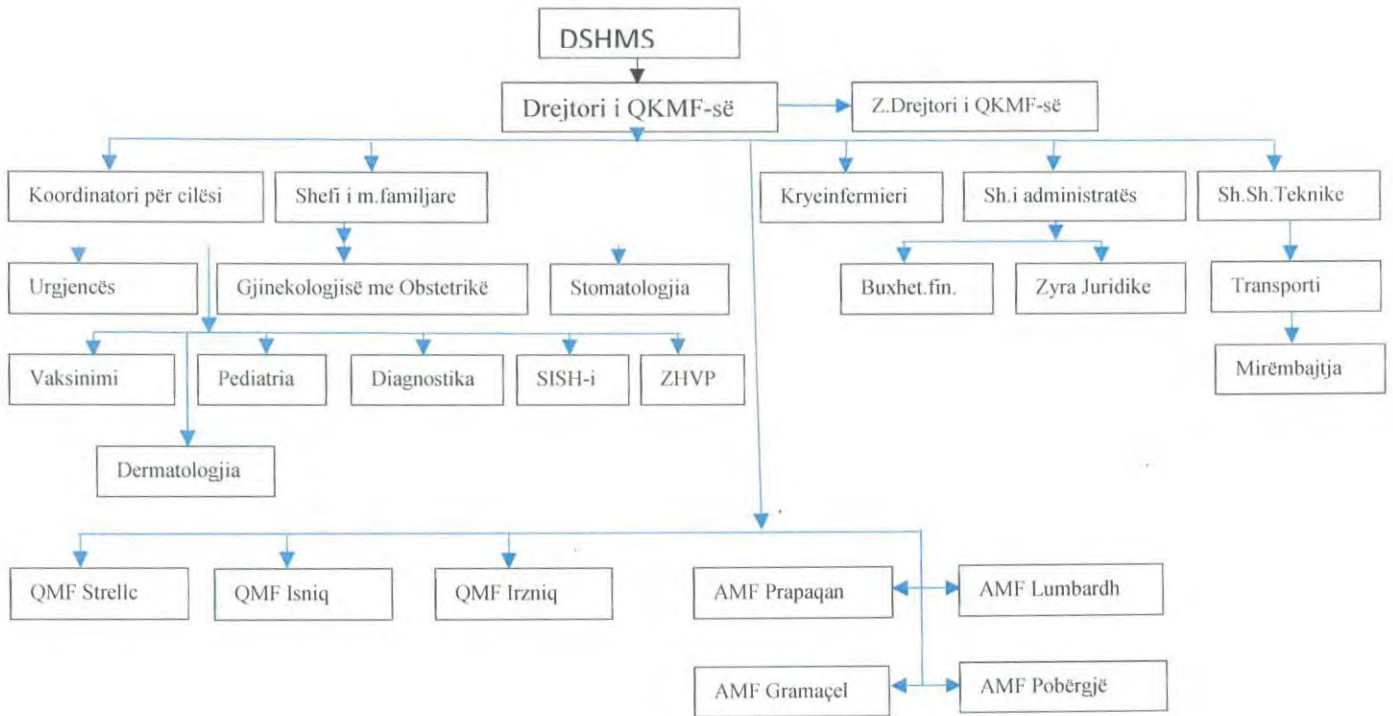 DSHMS
Drejtori i QKMF-së
Z.Drejtori i QKMF-së
Koordinatori për cilësi
Shefi i m.familjare
Kryeinfermieri
Sh.i administratës
Sh.Sh.Teknike
Urgjencës
Gjinekologjisë me Obstetrikë
Stomatologjia
Buxhet.fin.
Zyra Juridike
Transporti
Vaksinimi
Pediatria
Diagnostika
SISH-i
ZHVP
Mirëmbajtja
Dermatologjia
QMF Strellc
QMF Isniq
QMF Irzniq
AMF Prapaqan
AMF Lumbardh
AMF Gramaçel
AMF Pobërgjë